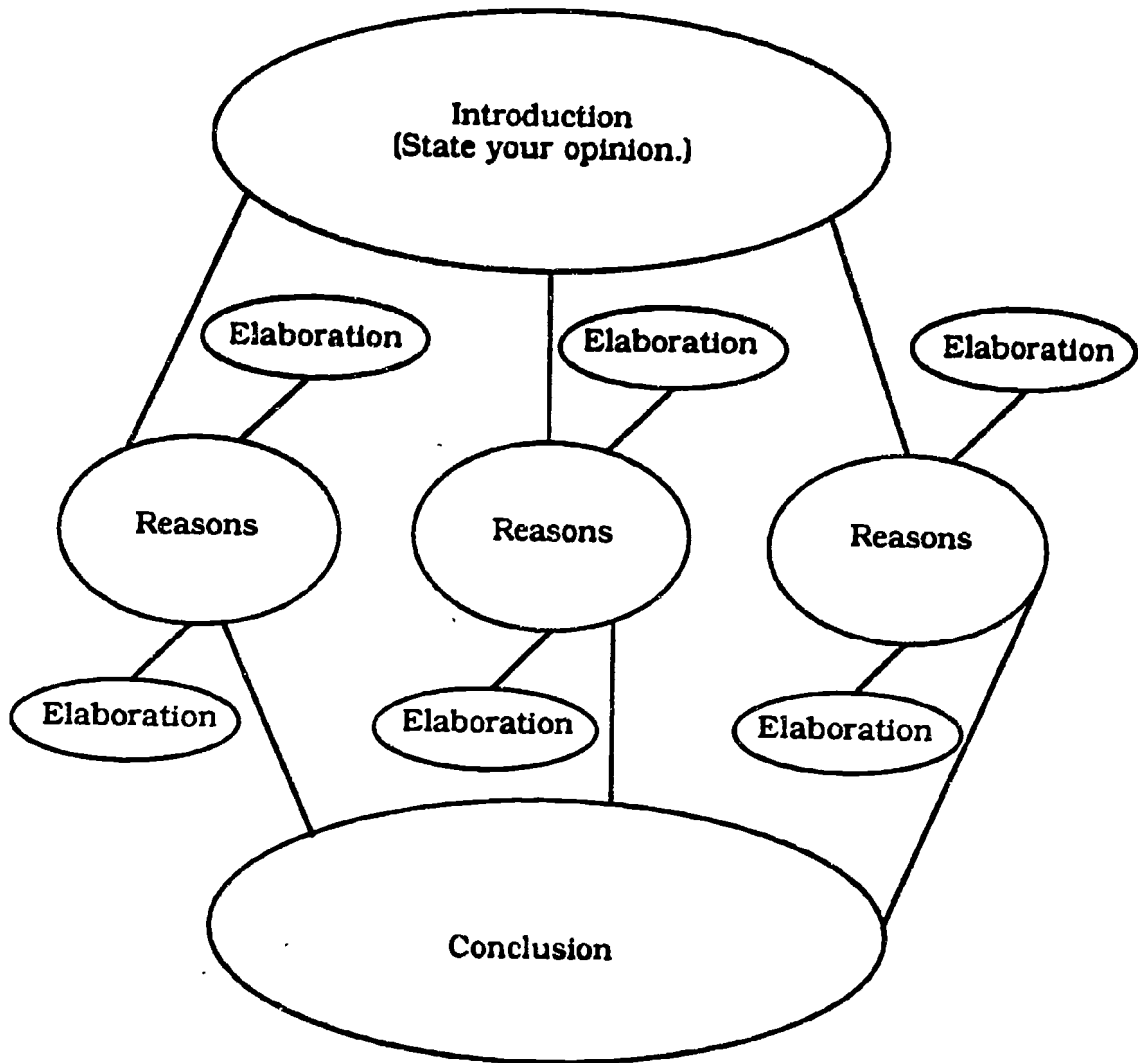 Introduction
(State your opinion.)
Elaboration
Elaboration
Elaboration
Reasons
Reasons
Reasons
Elaboration
Elaboration
Elaboration
Conclusion